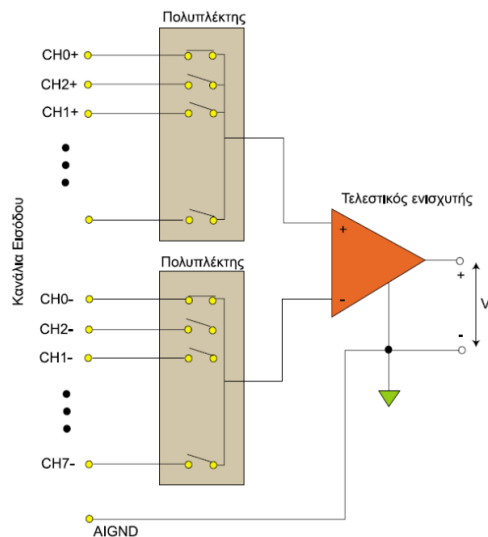 Πολυπλέκτης
CH0+
CH2+
CH1+
Κανάλια Εισόδου
Τελεστικός ενισχυτής
+
-
+
V
-
Πολυπλέκτης
CH0-
CH2-
CH1-
CH7-
AIGND